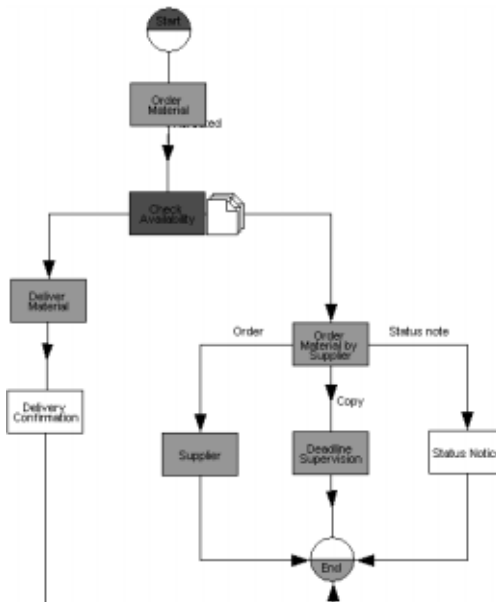 Start
Order
Material
Check
Availability
Deliver
Material
Order
Order
Material by
Supplier
Status note
Delivery
Confirmation
Copy
Supplier
Deadline
Supervision
Status Notice
End